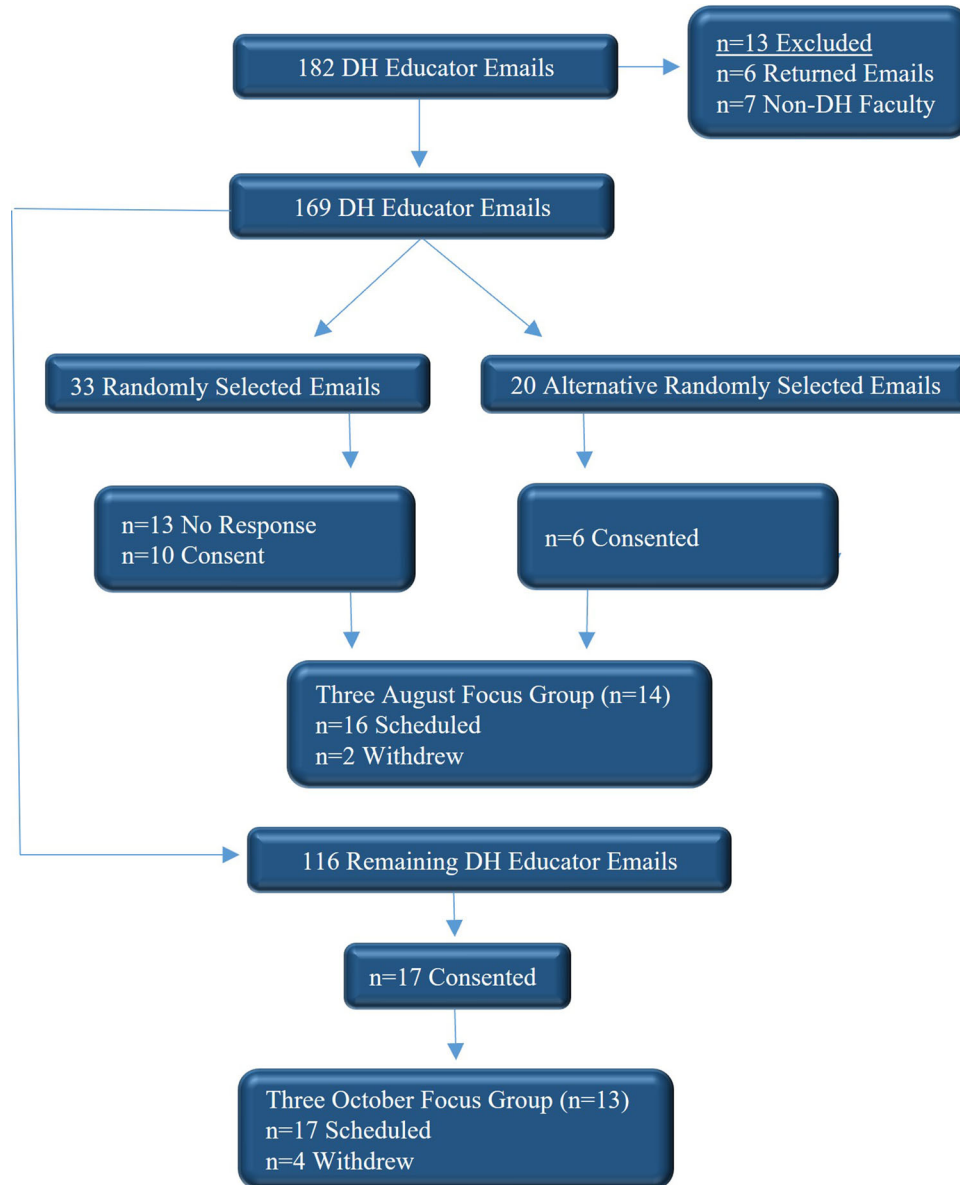 182 DH Educator Emails
n=13 Excluded
n=6 Returned Emails
n=7 Non-DH Faculty
169 DH Educator Emails
33 Randomly Selected Emails
20 Alternative Randomly Selected Emails
n=13 No Response
n=10 Consent
n=6 Consented
Three August Focus Group (n=14)
n=16 Scheduled
n=2 Withdrew
116 Remaining DH Educator Emails
n=17 Consented
Three October Focus Group (n=13)
n=17 Scheduled
n=4 Withdrew